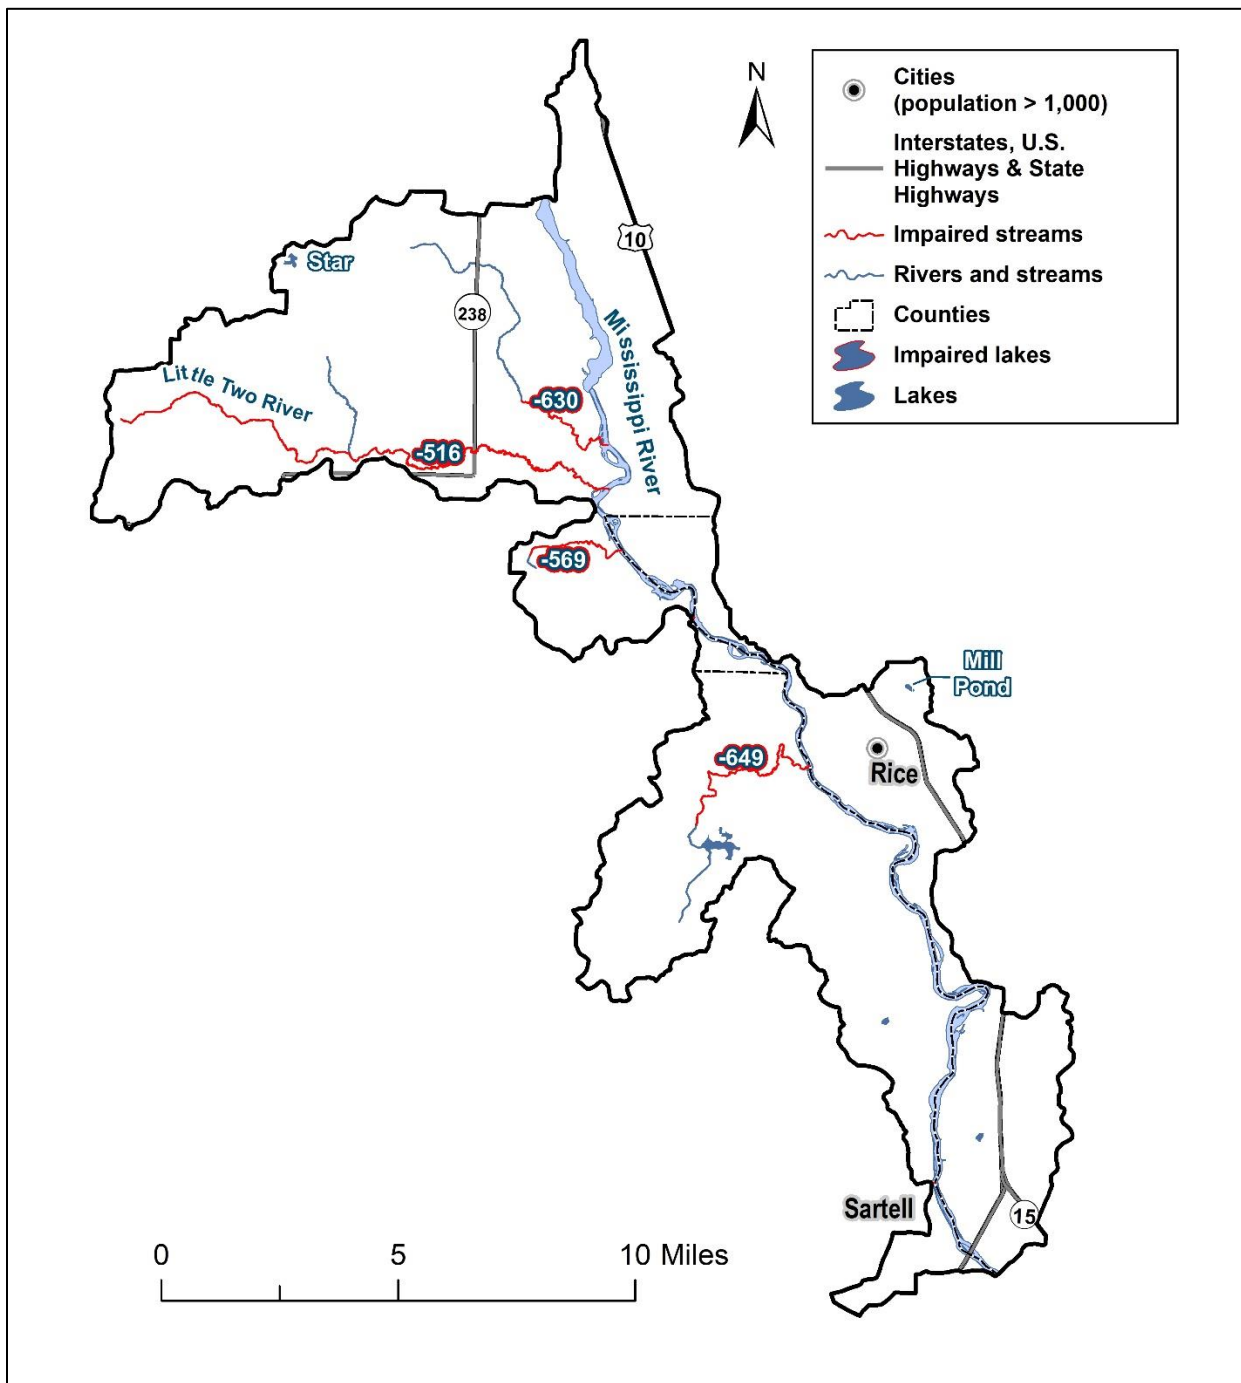 N
Cities
(population > 1,000)
Interstates, U.S.
Highways & State
Highways
Impaired streams
Rivers and streams
Counties
Impaired lakes
Lakes
10
Star
238
Mississippi River
Little Two River
-630
-516
-569
Mill
Pond
-649
Rice
Sartell
15
0 5 10 Miles